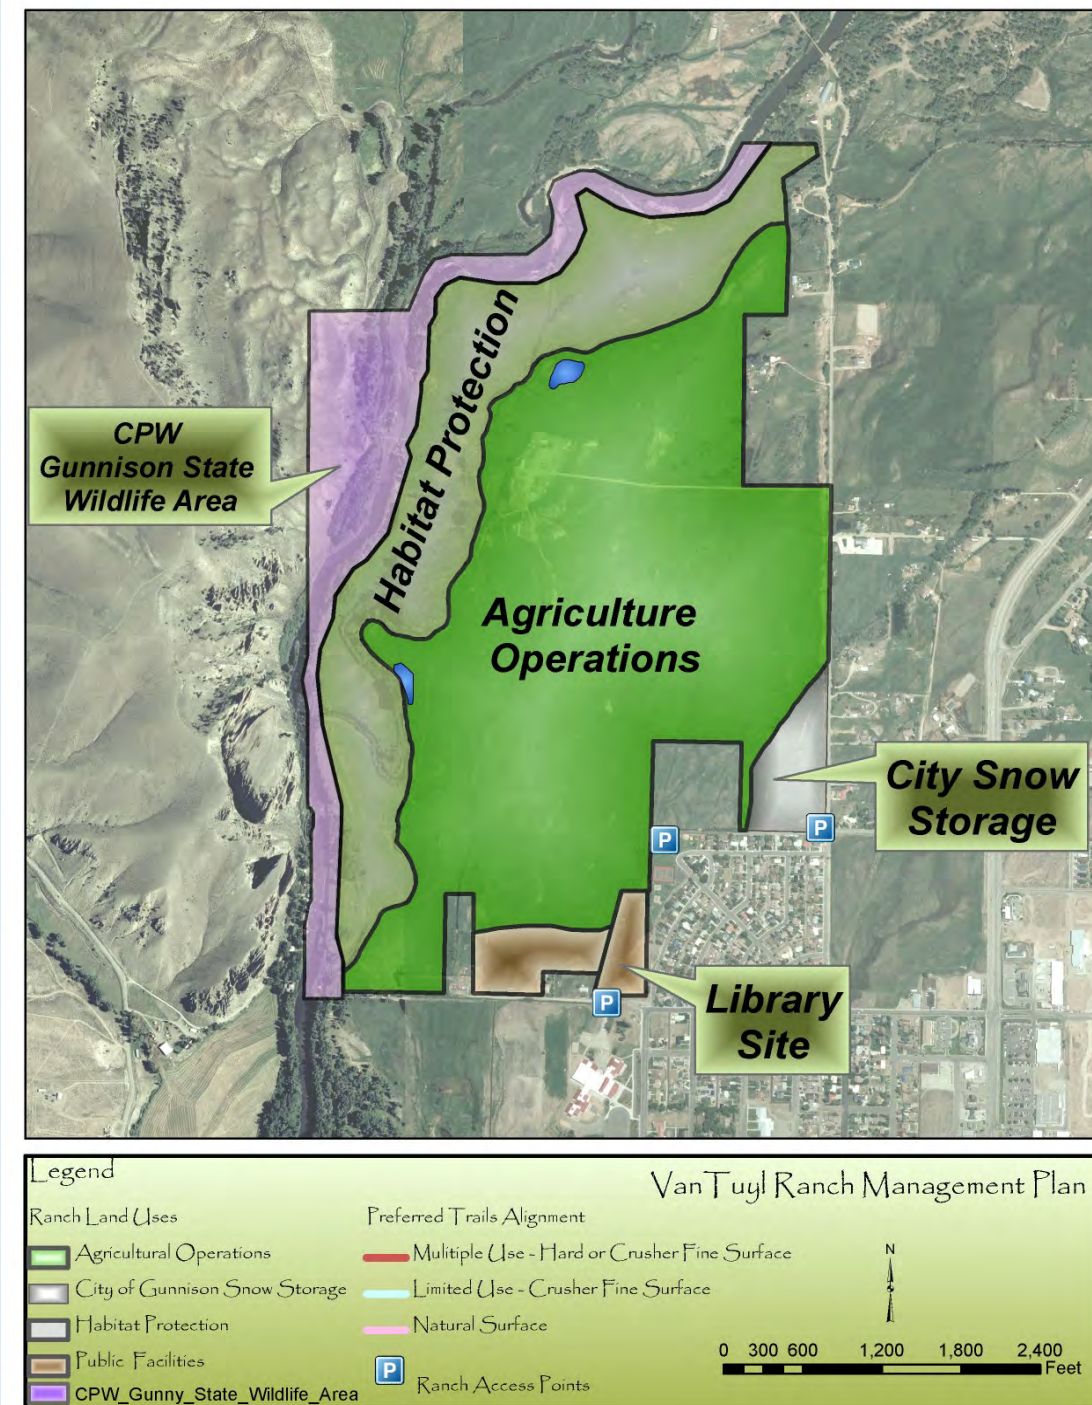 CPW
Gunnison State
Wildlife Area
Habitat Protection
Agriculture
Operations
City Snow
Storage
P
P
P
Library
Site
Legend
VanTuyl Ranch Management Plan
Ranch Land Uses
Preferred Trails Alignment
Agricultural Operations
Mulitiple Use - Hard or Crusher Fine Surface
City of Gunnison Snow Storage
Limited Use - Crusher Fine Surface
Habitat Protection
Natural Surface
Public Facilities
P
Ranch Access Points
CPW_Gunny_State_Wildlife_Area
N
0 300 600 1,200 1,800 2,400
Feet